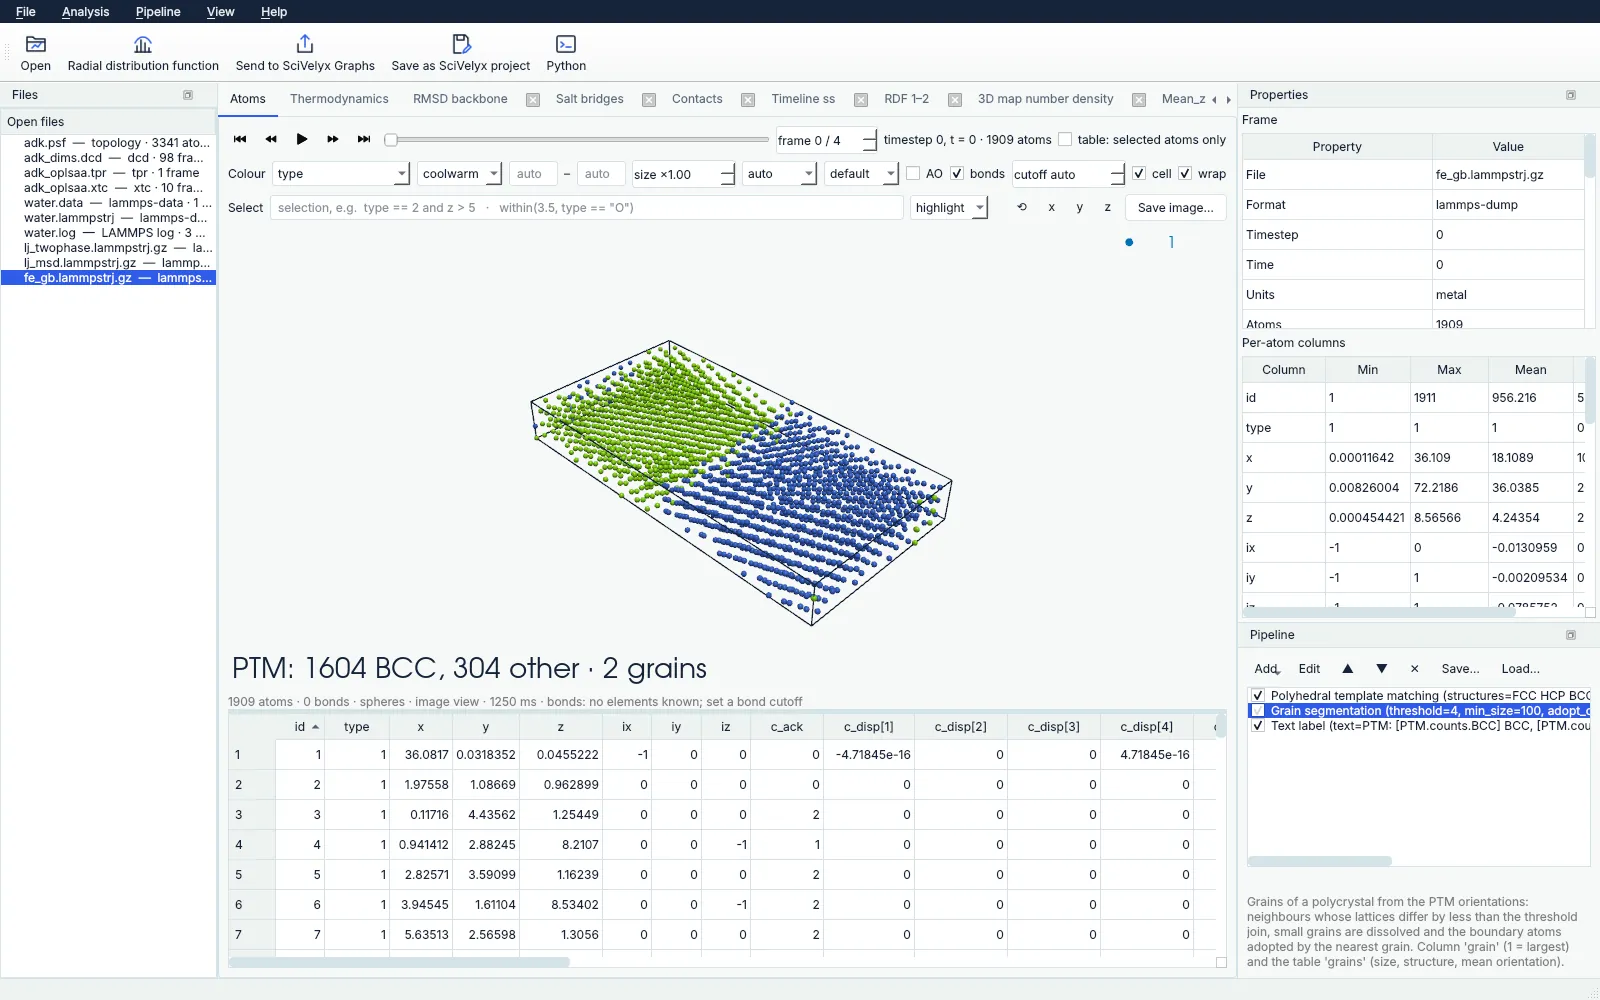 File Analysis Pipeline View Help
Open Radial distribution function Send to SciVelyx Graphs Save as SciVelyx project Python
Files
Open files
adk.psf — topology · 3341 ato...
adk_dims.dcd — dcd · 98 fra...
adk_oplsaa.tpr — tpr · 1 frame
adk_oplsaa.xtc — xtc · 10 fram...
water.data — lammps-data · 1 ...
water.lammpstrj — lammps-d...
water.log — LAMMPS log · 3 ...
lj_twophase.lammpstrj.gz — la...
lj_msd.lammpstrj.gz — lammp...
fe_gb.lammpstrj.gz — lammps...
Atoms Thermodynamics RMSD backbone Salt bridges Contacts Timeline ss RDF 1–2 3D map number density Mean_z
frame 0 / 4 timestep 0, t = 0 · 1909 atoms table: selected atoms only
Colour type coolwarm auto – auto size ×1.00 auto default AO bonds cutoff auto cell wrap
Select selection, e.g. type == 2 and z > 5 · within(3.5, type == "O") highlight x y z Save image...
1
PTM: 1604 BCC, 304 other · 2 grains
1909 atoms · 0 bonds · spheres · image view · 1250 ms · bonds: no elements known; set a bond cutoff
id type x y z ix iy iz c_ack c_disp[1] c_disp[2] c_disp[3] c_disp[4]
1 1 1 36.0817 0.0318352 0.0455222 -1 0 0 0 -4.71845e-16 0 0 4.71845e-16
2 2 1 1.97558 1.08669 0.962899 0 0 0 0 0 0 0 0
3 3 1 0.11716 4.43562 1.25449 0 0 0 2 0 0 0 0
4 4 1 0.941412 2.88245 8.2107 0 0 -1 1 0 0 0 0
5 5 1 2.82571 3.59099 1.16239 0 0 0 2 0 0 0 0
6 6 1 3.94545 1.61104 8.53402 0 0 -1 2 0 0 0 0
7 7 1 5.63513 2.56598 1.3056 0 0 0 2 0 0 0 0
Properties
Frame
Property Value
File fe_gb.lammpstrj.gz
Format lammps-dump
Timestep 0
Time 0
Units metal
Atoms 1909
Per-atom columns
Column Min Max Mean
id 1 1911 956.216 5
type 1 1 1 0
x 0.00011642 36.109 18.1089 10
y 0.00826004 72.2186 36.0385 2
z 0.000454421 8.56566 4.24354 2
ix -1 0 -0.0130959 0
iy -1 1 -0.00209534 0
iz -1 1 -0.0785752 0
Pipeline
Add Edit Save... Load...
Polyhedral template matching (structures=FCC HCP BCC
Grain segmentation (threshold=4, min_size=100, adopt_
Text label (text=PTM: [PTM.counts.BCC] BCC, [PTM.cou
Grains of a polycrystal from the PTM orientations:
neighbours whose lattices differ by less than the threshold
join, small grains are dissolved and the boundary atoms
adopted by the nearest grain. Column 'grain' (1 = largest)
and the table 'grains' (size, structure, mean orientation).